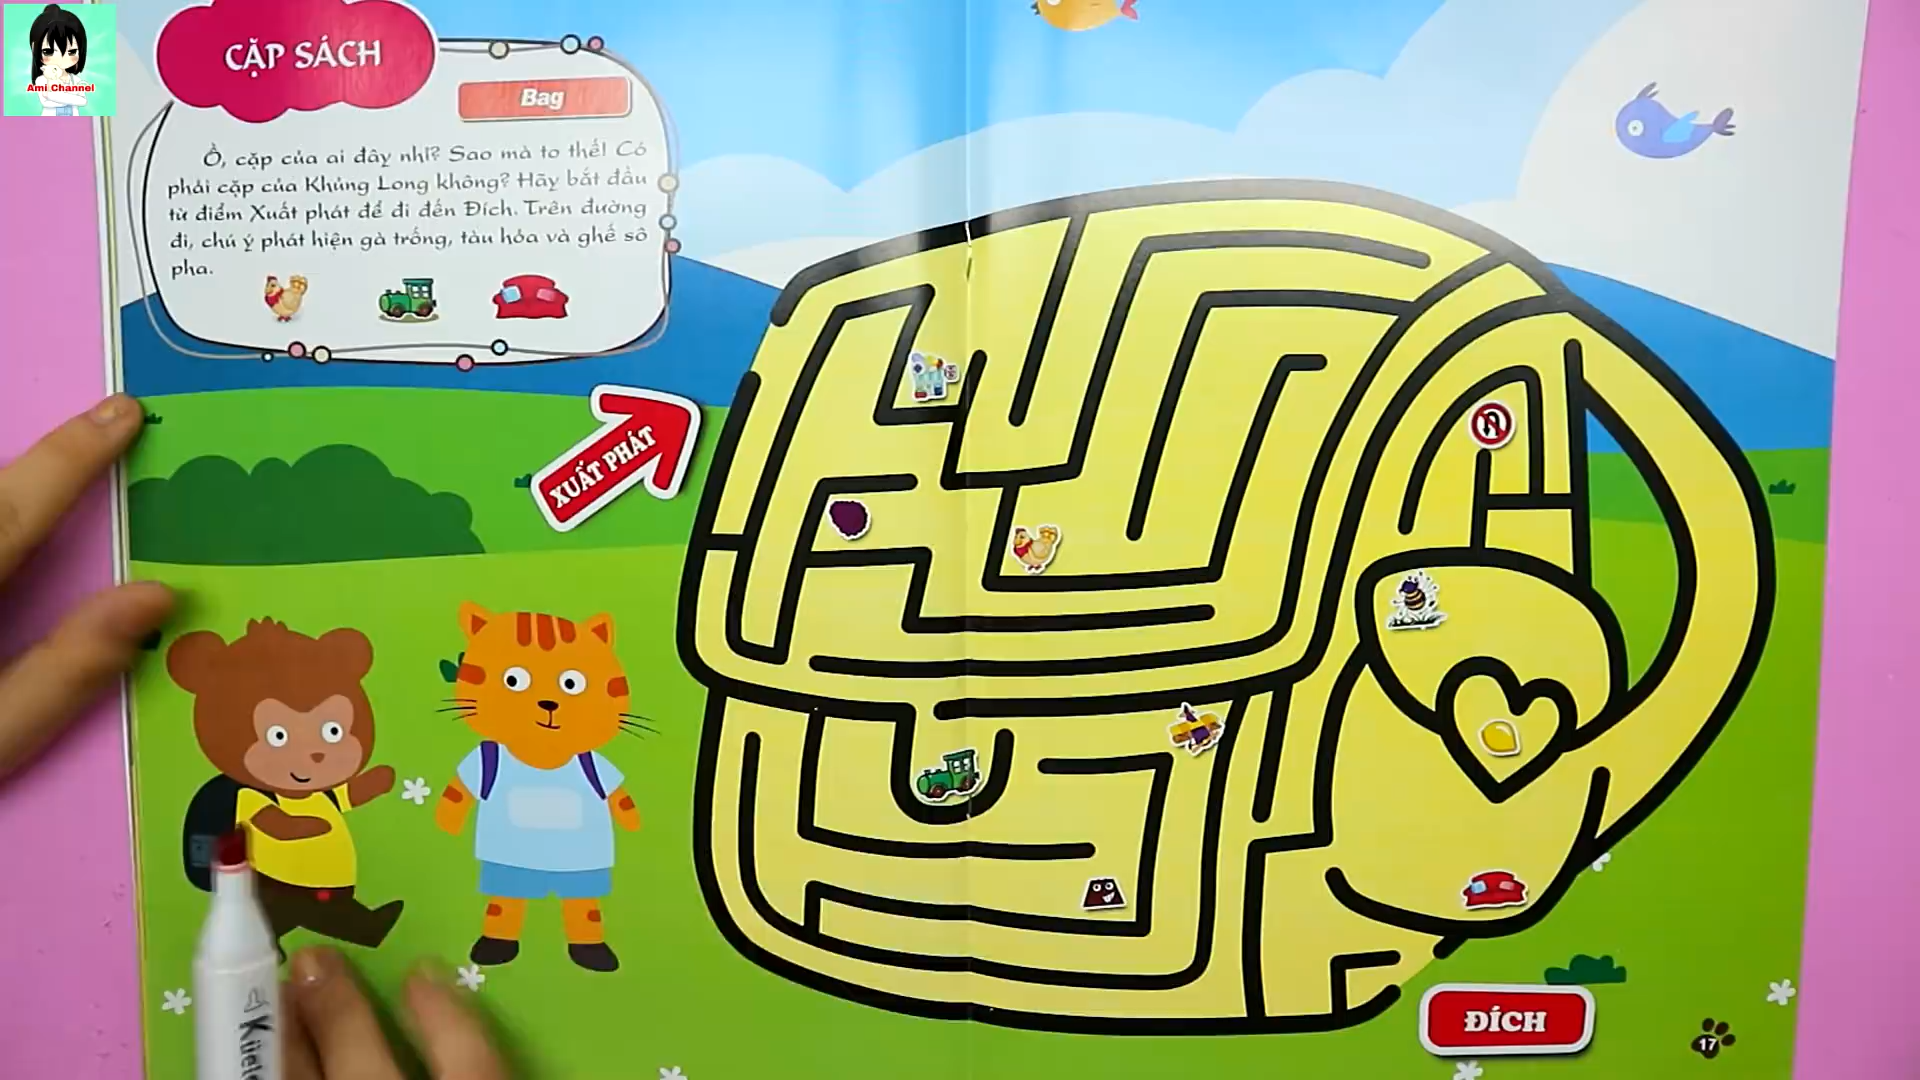 Ami Channel
CẶP SÁCH
Bag
Ồ, cặp của ai đây nhỉ? Sao mà to thế! Có
phải cặp của Khủng Long không? Hãy bắt đầu
từ điểm Xuất phát để đi đến Đích. Trên đường
đi, chú ý phát hiện gà trống, tàu hỏa và ghế sô
pha.
XUẤT PHÁT
ĐÍCH
17